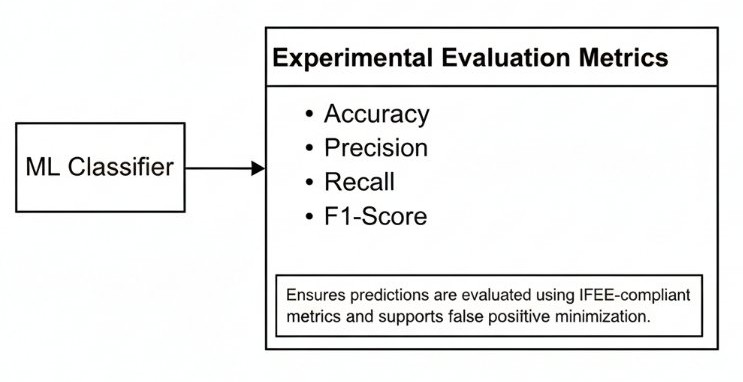 Experimental Evaluation Metrics
ML Classifier
• Accuracy
• Precision
• Recall
• F1-Score
Ensures predictions are evaluated using IFEE-compliant
metrics and supports false posiitive minimization.